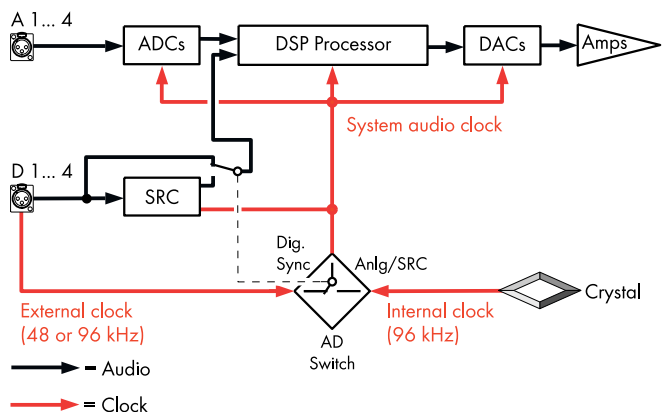 A 1... 4
ADCs
DSP Processor
DACs
Amps
System audio clock
D 1... 4
SRC
Dig.
Sync
Anlg/SRC
External clock
(48 or 96 kHz)
Internal clock
(96 kHz)
Crystal
AD
Switch
= Audio
= Clock